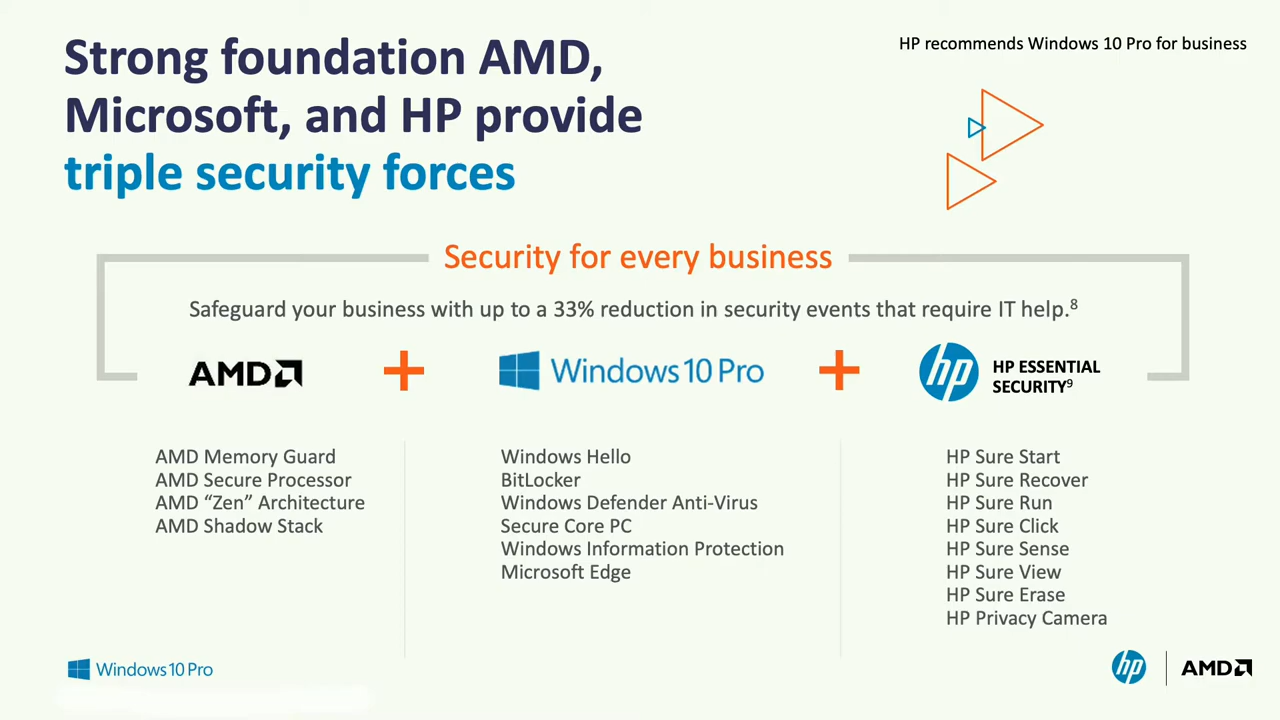 Strong foundation AMD,
Microsoft, and HP provide
triple security forces
HP recommends Windows 10 Pro for business
Security for every business
Safeguard your business with up to a 33% reduction in security events that require IT help.⁸
AMD
+
Windows 10 Pro
+
hp
HP ESSENTIAL
SECURITY⁹
AMD Memory Guard
AMD Secure Processor
AMD “Zen” Architecture
AMD Shadow Stack
Windows Hello
BitLocker
Windows Defender Anti-Virus
Secure Core PC
Windows Information Protection
Microsoft Edge
HP Sure Start
HP Sure Recover
HP Sure Run
HP Sure Click
HP Sure Sense
HP Sure View
HP Sure Erase
HP Privacy Camera
Windows 10 Pro
hp
AMD